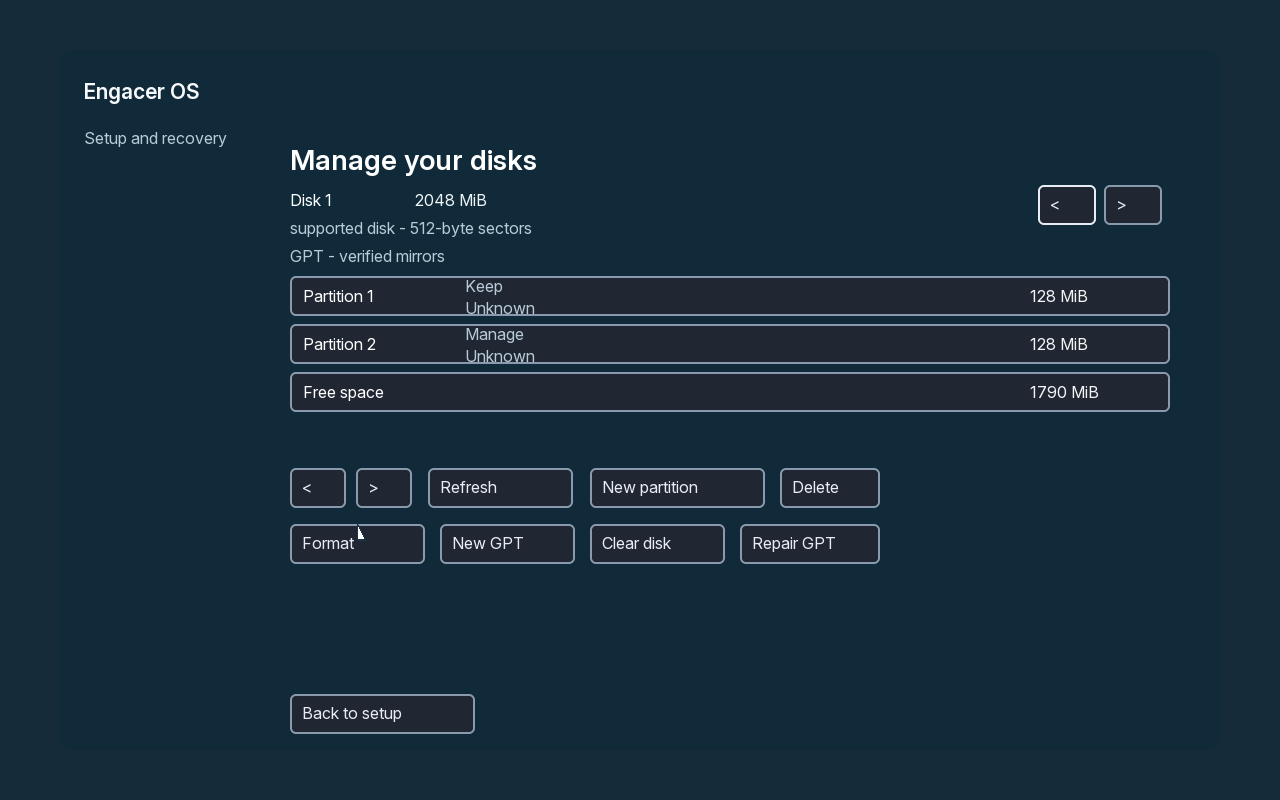 Engacer OS
Setup and recovery
Manage your disks
Disk 1 2048 MiB
< >
supported disk - 512-byte sectors
GPT - verified mirrors
Partition 1 Keep Unknown 128 MiB
Partition 2 Manage Unknown 128 MiB
Free space 1790 MiB
< > Refresh New partition Delete
Format New GPT Clear disk Repair GPT
Back to setup